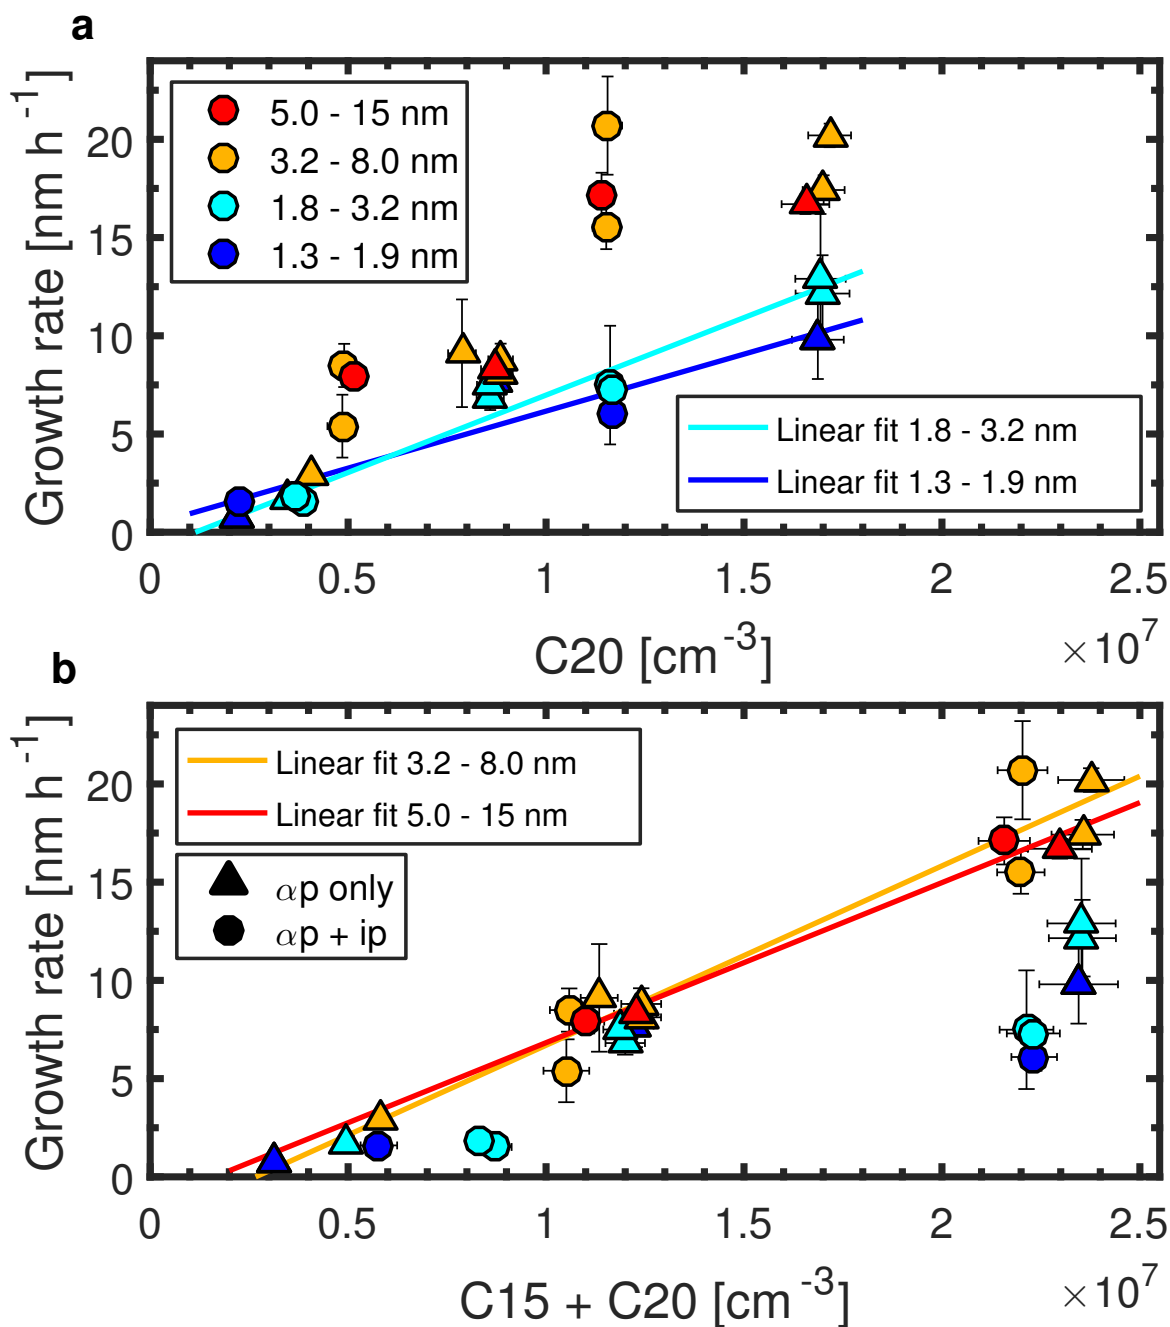 a
Growth rate [nm h⁻¹]
20
15
10
5
0
5.0 - 15 nm
3.2 - 8.0 nm
1.8 - 3.2 nm
1.3 - 1.9 nm
Linear fit 1.8 - 3.2 nm
Linear fit 1.3 - 1.9 nm
0 0.5 1 1.5 2 2.5
C20 [cm⁻³]
×10⁷
b
Growth rate [nm h⁻¹]
20
15
10
5
0
Linear fit 3.2 - 8.0 nm
Linear fit 5.0 - 15 nm
αp only
αp + ip
0 0.5 1 1.5 2 2.5
C15 + C20 [cm⁻³]
×10⁷